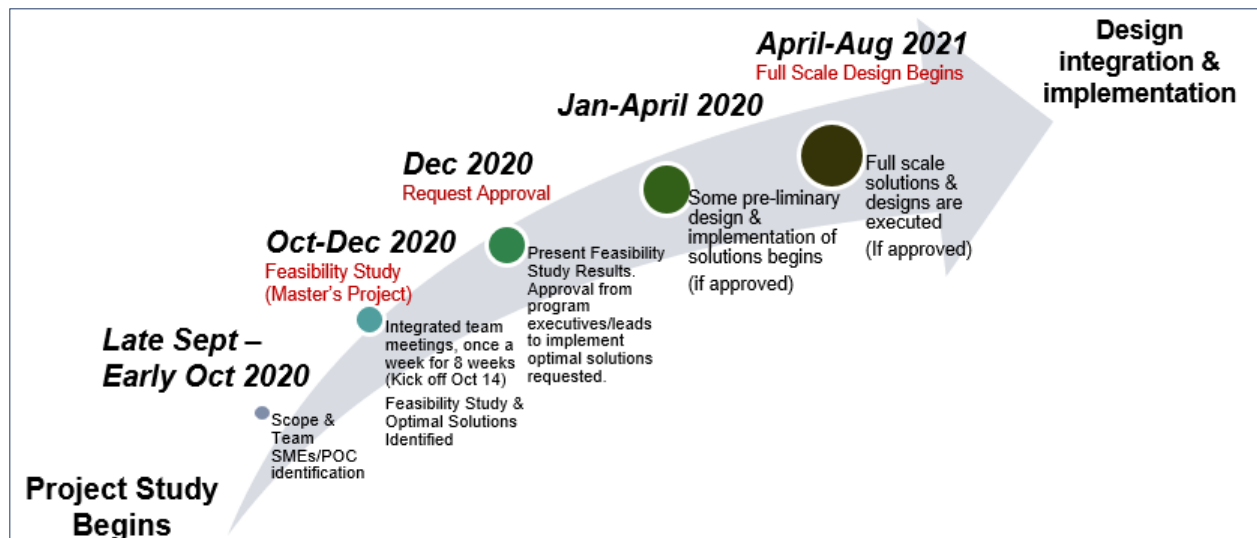 Project Study
Begins
Late Sept –
Early Oct 2020
Scope &
Team
SMEs/POC
identification
Oct-Dec 2020
Feasibility Study
(Master's Project)
Integrated team
meetings, once a
week for 8 weeks
(Kick off Oct 14)
Feasibility Study &
Optimal Solutions
Identified
Dec 2020
Request Approval
Present Feasibility
Study Results.
Approval from
program
executives/leads
to implement
optimal solutions
requested.
Jan-April 2020
Some pre-liminary
design &
implementation of
solutions begins
(if approved)
April-Aug 2021
Full Scale Design Begins
Full scale
solutions &
designs are
executed
(If approved)
Design
integration &
implementation